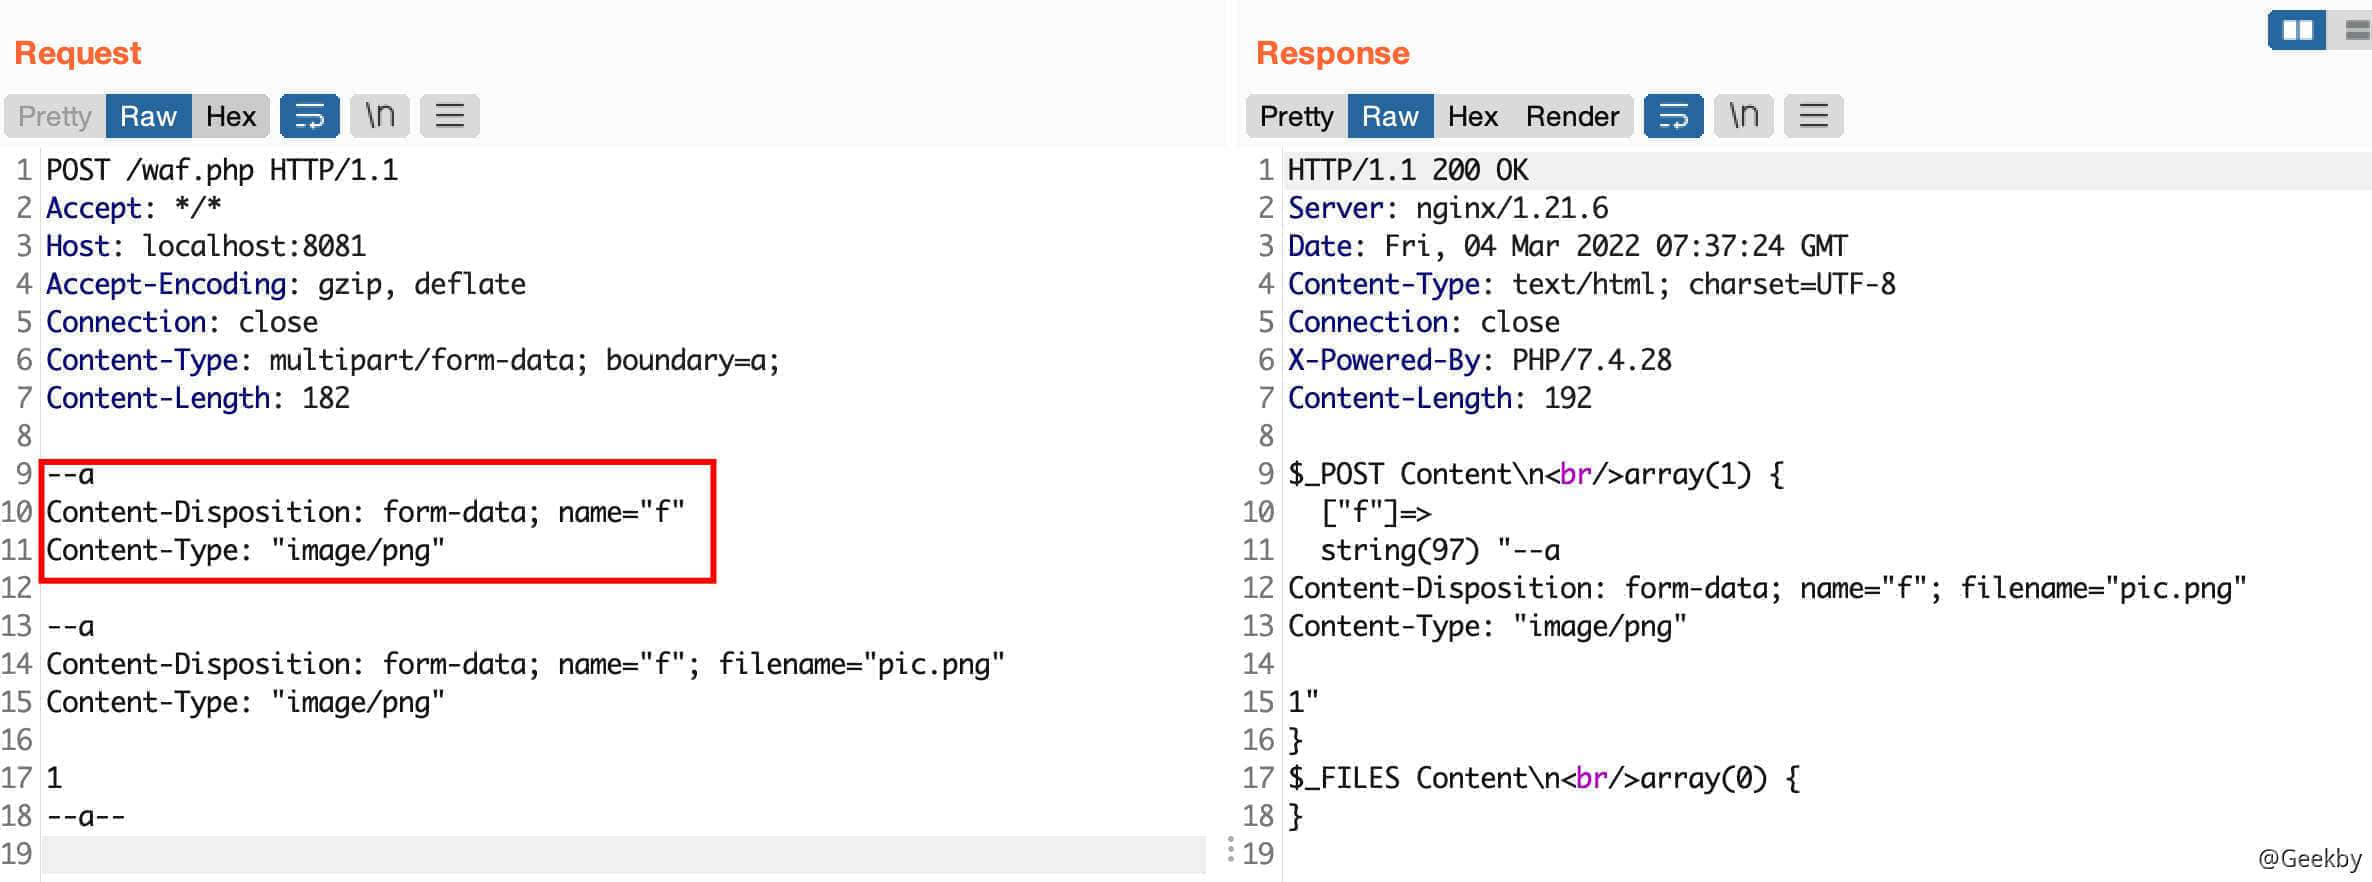 Request
Pretty Raw Hex \n
1 POST /waf.php HTTP/1.1
2 Accept: */*
3 Host: localhost:8081
4 Accept-Encoding: gzip, deflate
5 Connection: close
6 Content-Type: multipart/form-data; boundary=a;
7 Content-Length: 182
8
9 --a
10 Content-Disposition: form-data; name="f"
11 Content-Type: "image/png"
12
13 --a
14 Content-Disposition: form-data; name="f"; filename="pic.png"
15 Content-Type: "image/png"
16
17 1
18 --a--
19
Response
Pretty Raw Hex Render \n
1 HTTP/1.1 200 OK
2 Server: nginx/1.21.6
3 Date: Fri, 04 Mar 2022 07:37:24 GMT
4 Content-Type: text/html; charset=UTF-8
5 Connection: close
6 X-Powered-By: PHP/7.4.28
7 Content-Length: 192
8
9 $_POST Content\n<br/>array(1) {
10   ["f"]=>
11   string(97) "--a
12 Content-Disposition: form-data; name="f"; filename="pic.png"
13 Content-Type: "image/png"
14
15 1"
16 }
17 $_FILES Content\n<br/>array(0) {
18 }
19
@Geekby